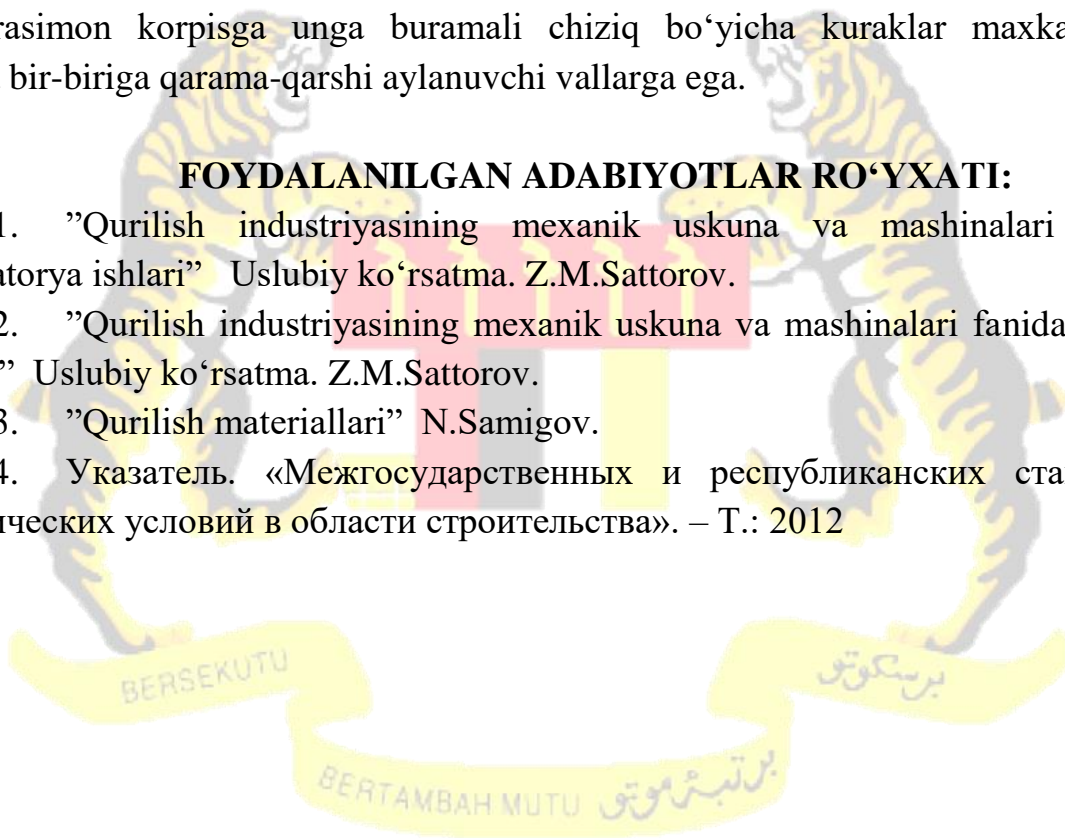 rasimon korpisga unga buramali chiziq bo‘yicha kuraklar maxka
bir-biriga qarama-qarshi aylanuvchi vallarga ega.
FOYDALANILGAN ADABIYOTLAR RO‘YXATI:
1. ”Qurilish industriyasining mexanik uskuna va mashinalari
atorya ishlari” Uslubiy ko‘rsatma. Z.M.Sattorov.
2. ”Qurilish industriyasining mexanik uskuna va mashinalari fanida
” Uslubiy ko‘rsatma. Z.M.Sattorov.
3. ”Qurilish materiallari” N.Samigov.
4. Указатель. «Межгосударственных и республиканских ста
ических условий в области строительства». – Т.: 2012
BERSEKUTU برسکوتو
BERTAMBAH MUTU برتمبه موتو